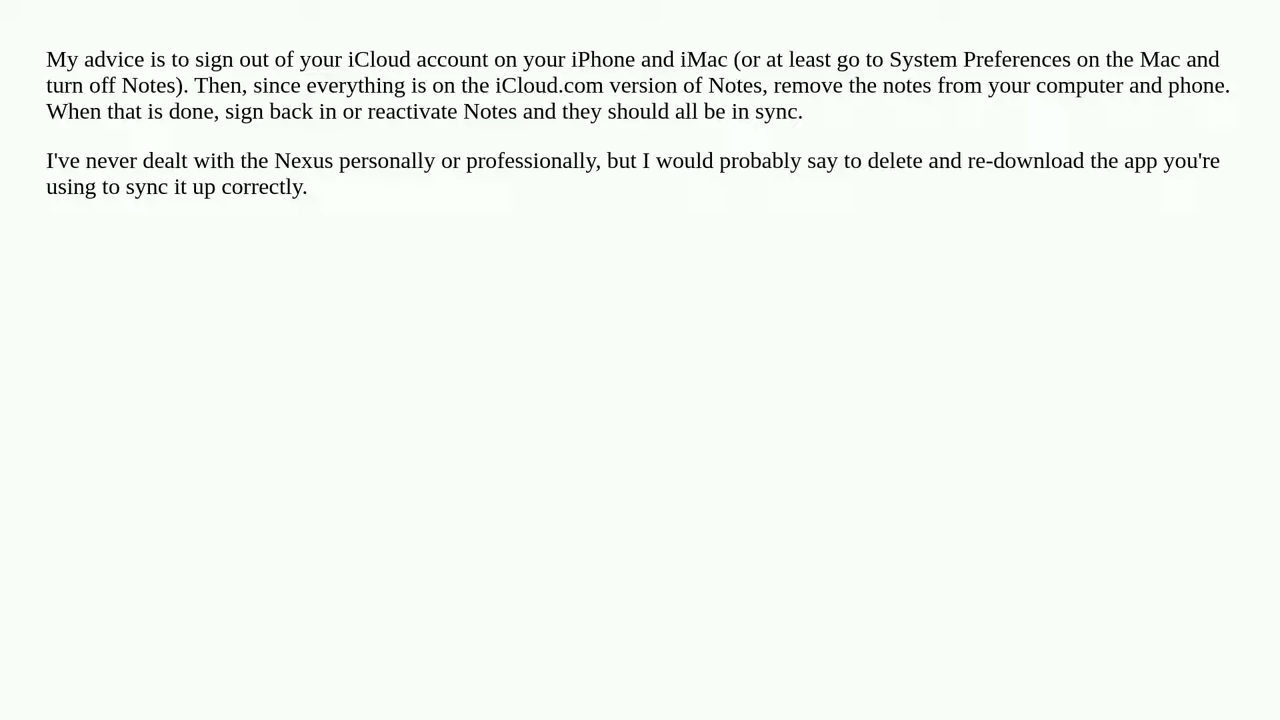 My advice is to sign out of your iCloud account on your iPhone and iMac (or at least go to System Preferences on the Mac and
turn off Notes). Then, since everything is on the iCloud.com version of Notes, remove the notes from your computer and phone.
When that is done, sign back in or reactivate Notes and they should all be in sync.
I've never dealt with the Nexus personally or professionally, but I would probably say to delete and re-download the app you're
using to sync it up correctly.